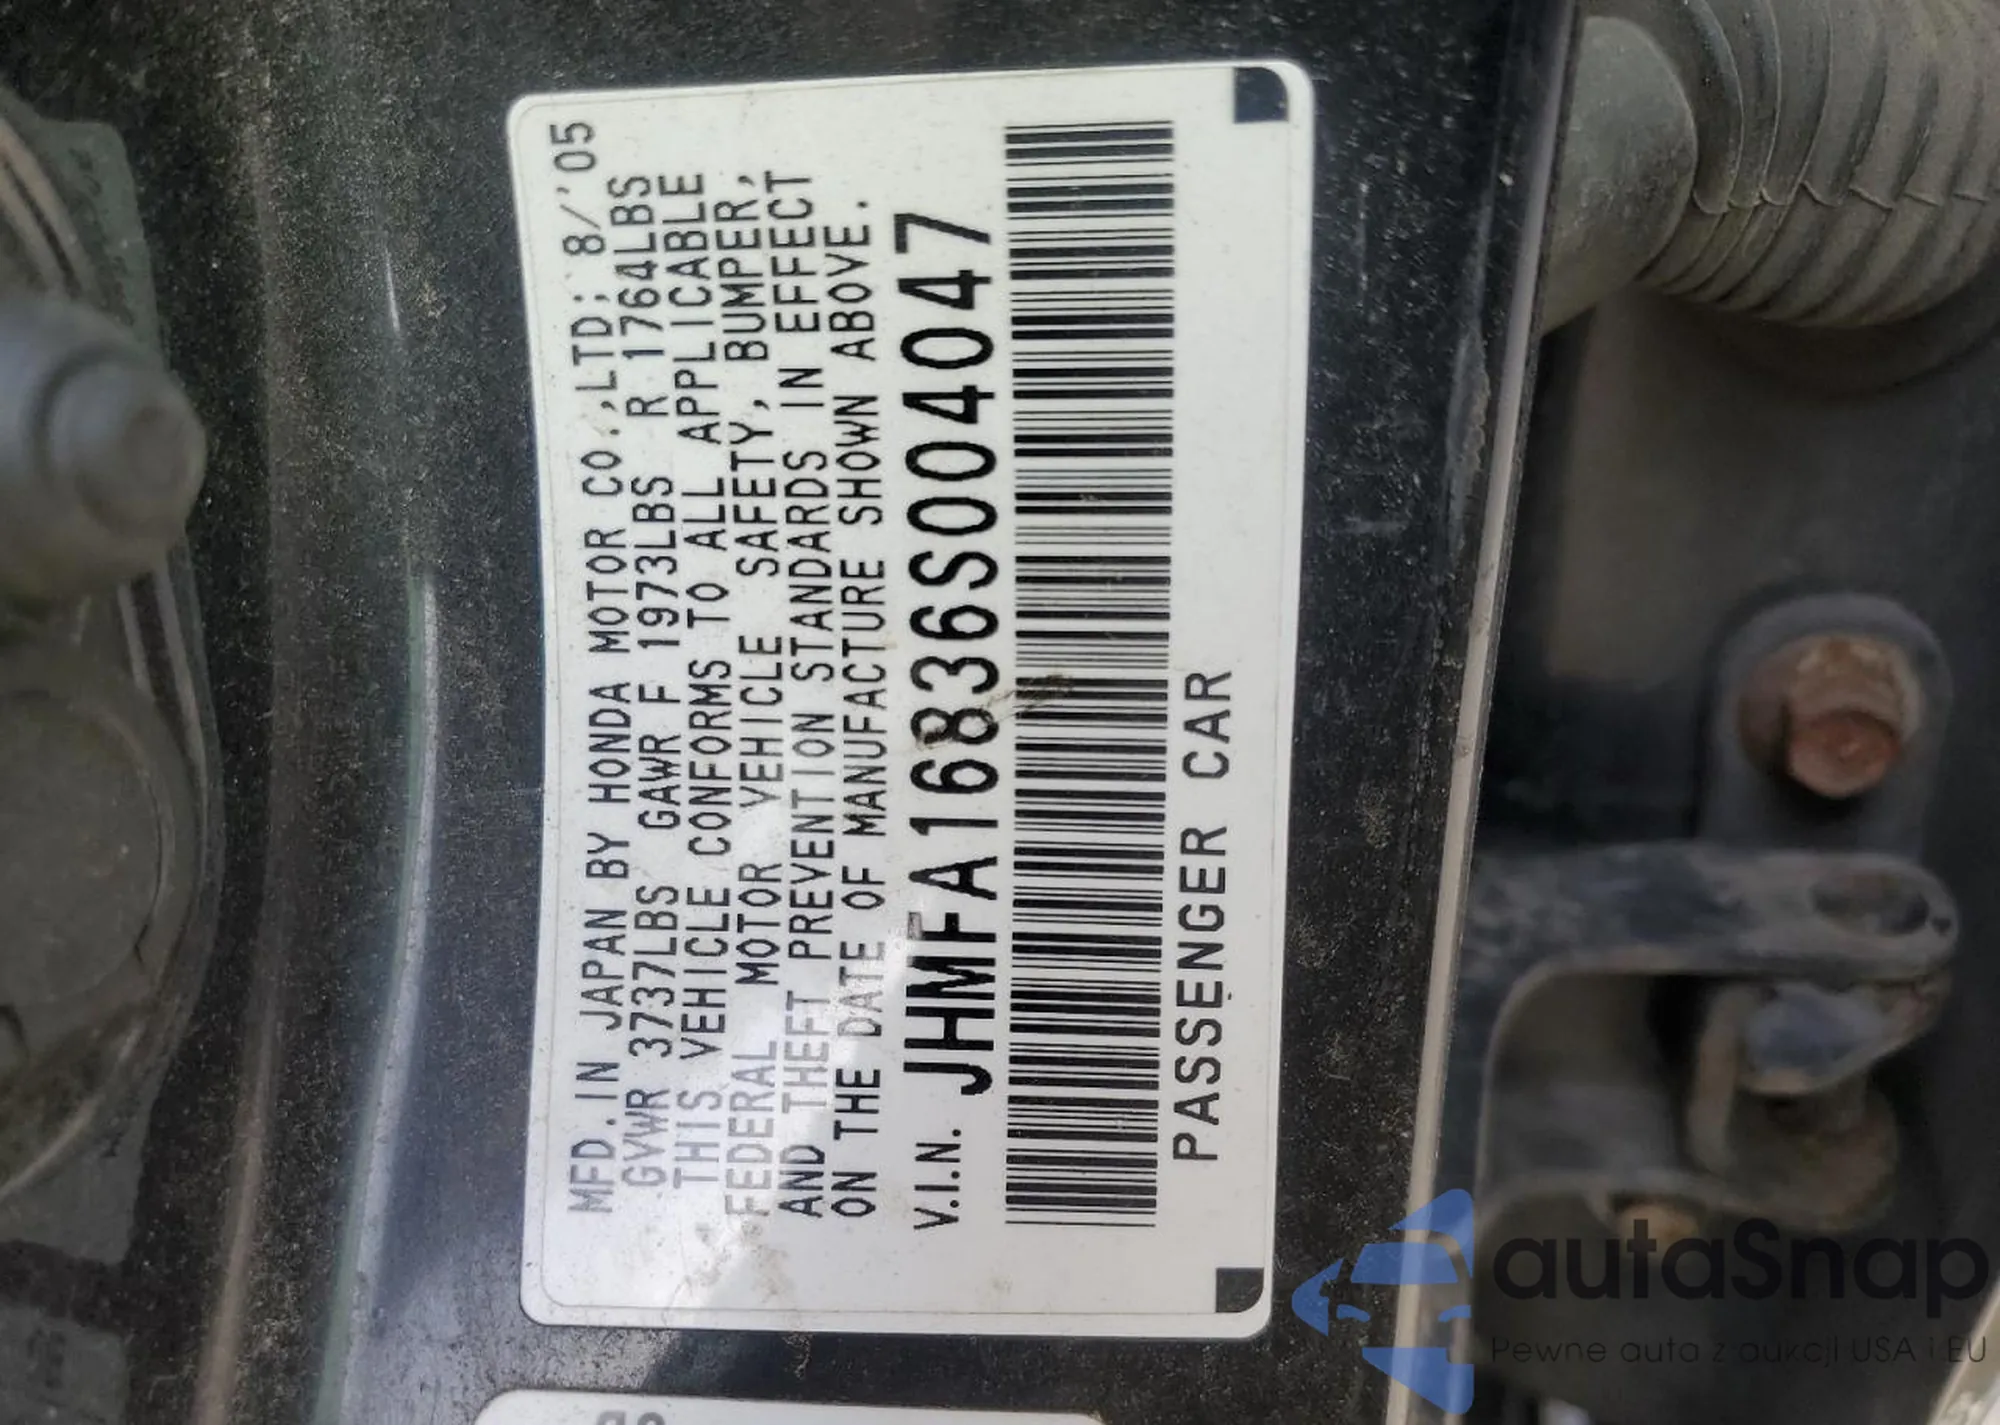 MFD.IN JAPAN BY HONDA MOTOR CO.,LTD; 8/'05
GVWR 3737LBS GAWR F 1973LBS R 1764LBS
THIS VEHICLE CONFORMS TO ALL APPLICABLE
FEDERAL MOTOR VEHICLE SAFETY, BUMPER,
AND THEFT PREVENTION STANDARDS IN EFFECT
ON THE DATE OF MANUFACTURE SHOWN ABOVE.
V.I.N. JHMFA16836S004047
PASSENGER CAR
autaSnap
Pewne auta z aukcji USA i EU